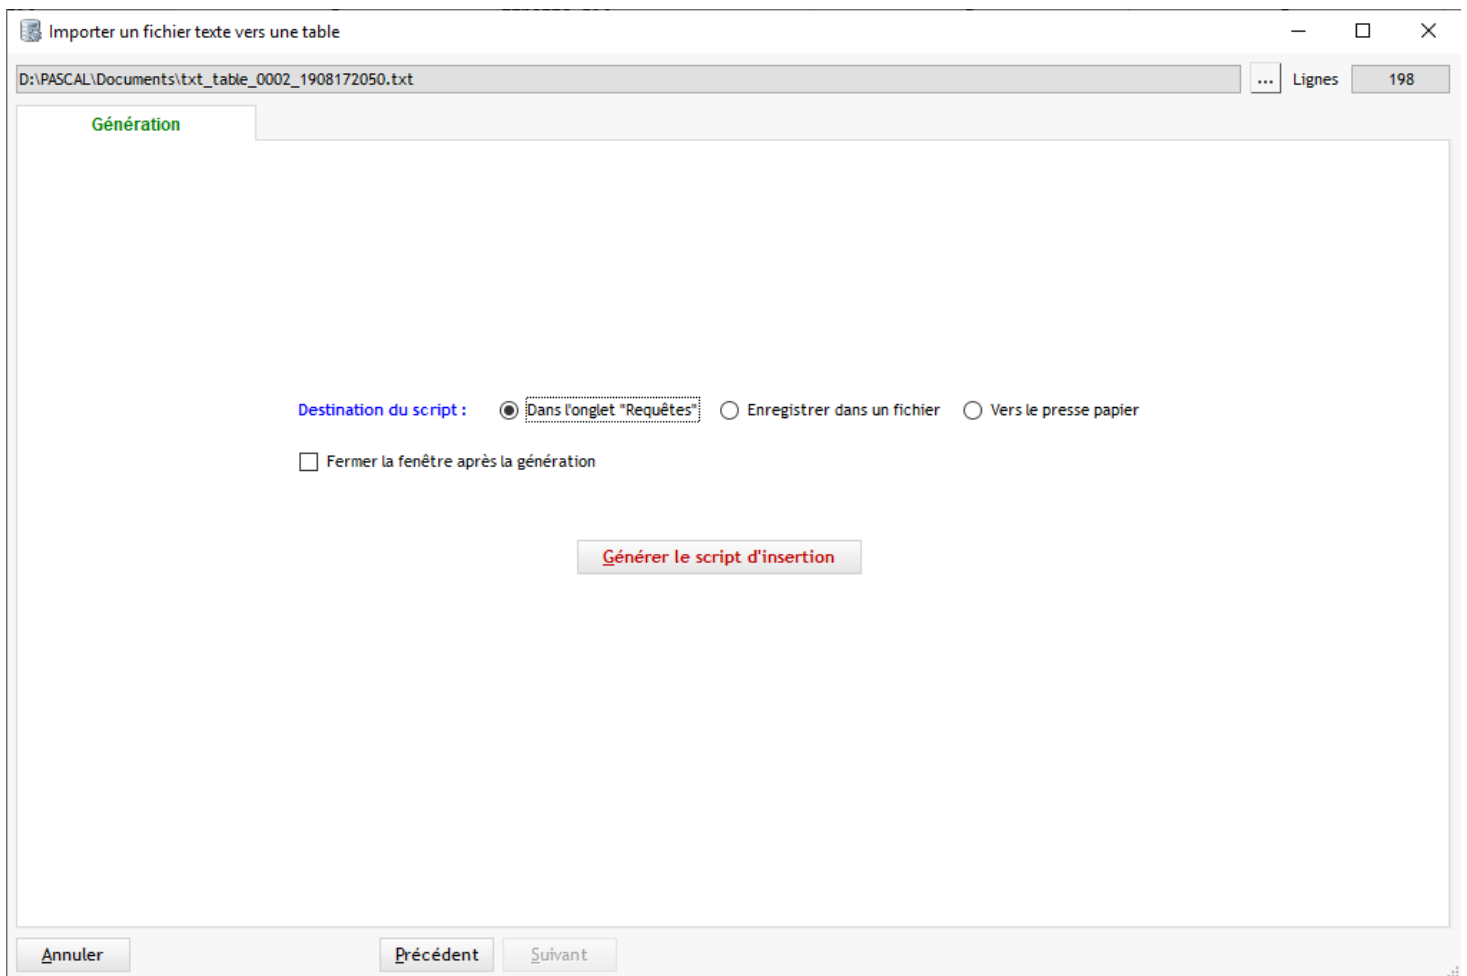 Importer un fichier texte vers une table
D:\PASCAL\Documents\txt_table_0002_1908172050.txt ... Lignes 198
Génération
Destination du script : Dans l'onglet "Requêtes" Enregistrer dans un fichier Vers le presse papier
Fermer la fenêtre après la génération
Générer le script d'insertion
Annuler Précédent Suivant